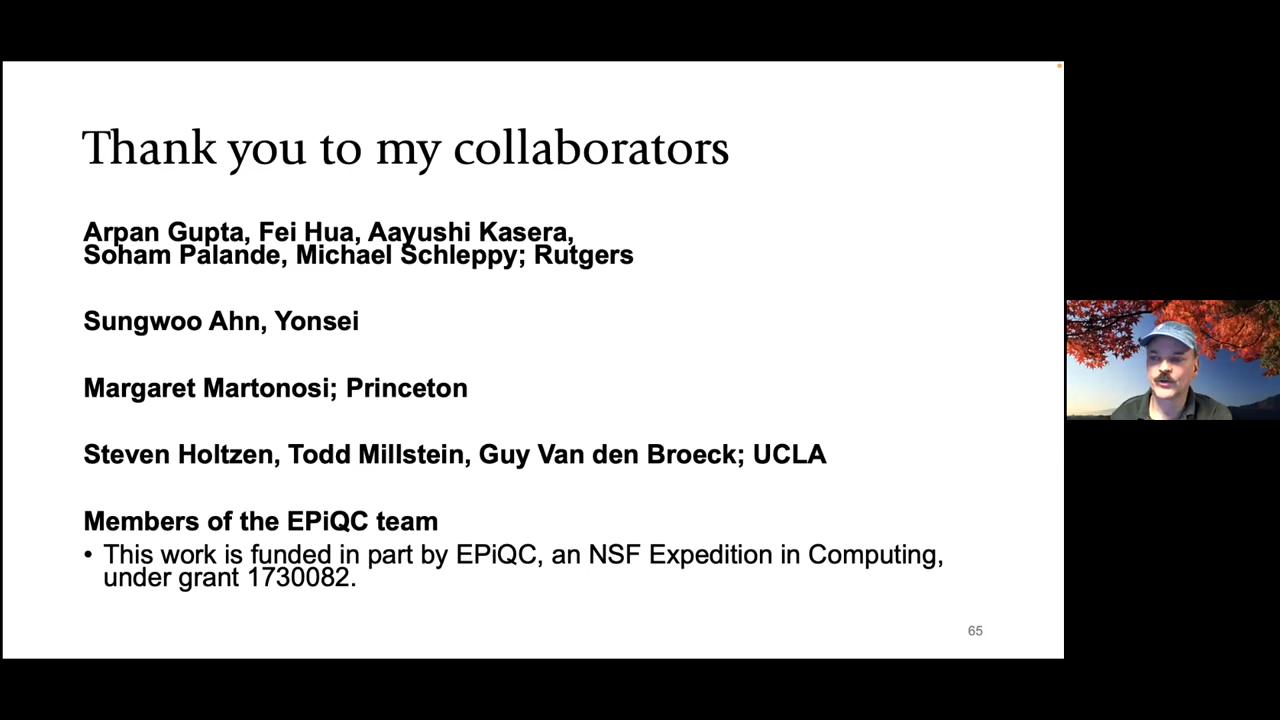 Thank you to my collaborators
Arpan Gupta, Fei Hua, Aayushi Kasera,
Soham Palande, Michael Schleppy; Rutgers
Sungwoo Ahn, Yonsei
Margaret Martonosi; Princeton
Steven Holtzen, Todd Millstein, Guy Van den Broeck; UCLA
Members of the EPiQC team
• This work is funded in part by EPiQC, an NSF Expedition in Computing,
under grant 1730082.
65